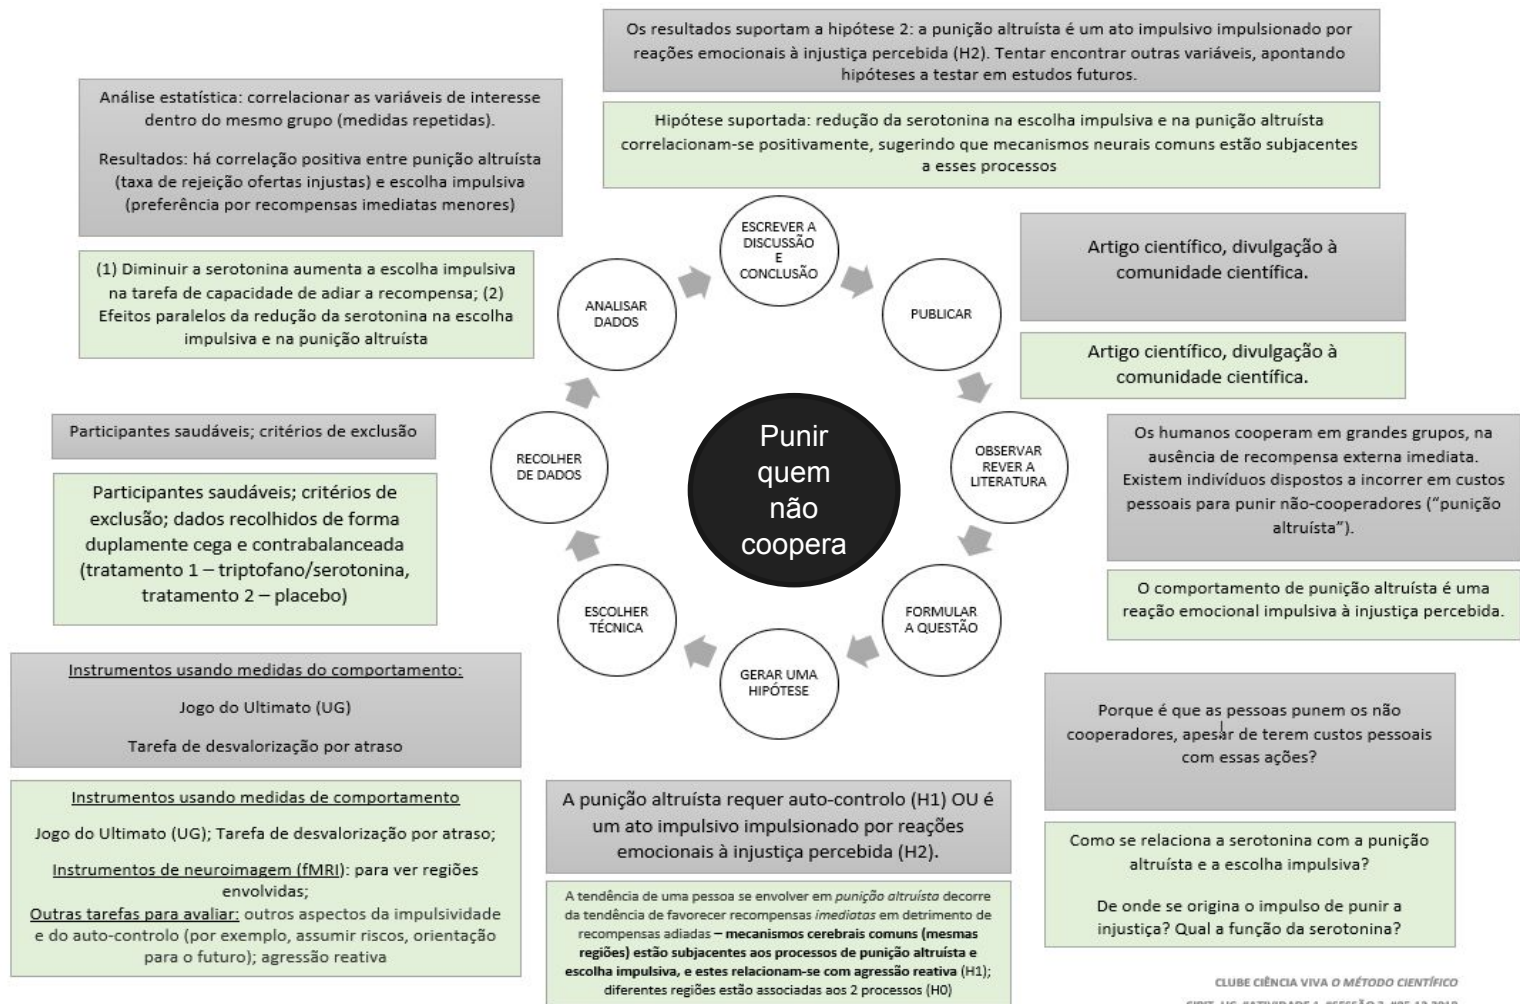 Os resultados suportam a hipótese 2: a punição altruísta é um ato impulsivo impulsionado por
reações emocionais à injustiça percebida (H2). Tentar encontrar outras variáveis, apontando
hipóteses a testar em estudos futuros.
Hipótese suportada: redução da serotonina na escolha impulsiva e na punição altruísta
correlacionam-se positivamente, sugerindo que mecanismos neurais comuns estão subjacentes
a esses processos
Análise estatística: correlacionar as variáveis de interesse
dentro do mesmo grupo (medidas repetidas).
Resultados: há correlação positiva entre punição altruísta
(taxa de rejeição ofertas injustas) e escolha impulsiva
(preferência por recompensas imediatas menores)
(1) Diminuir a serotonina aumenta a escolha impulsiva
na tarefa de capacidade de adiar a recompensa; (2)
Efeitos paralelos da redução da serotonina na escolha
impulsiva e na punição altruísta
ESCREVER A
DISCUSSÃO
E
CONCLUSÃO
ANALISAR
DADOS
PUBLICAR
Artigo científico, divulgação à
comunidade científica.
Artigo científico, divulgação à
comunidade científica.
Participantes saudáveis; critérios de exclusão
Participantes saudáveis; critérios de
exclusão; dados recolhidos de forma
duplamente cega e contrabalanceada
(tratamento 1 – triptofano/serotonina,
tratamento 2 – placebo)
RECOLHER
DE DADOS
Punir
quem
não
coopera
OBSERVAR
REVER A
LITERATURA
Os humanos cooperam em grandes grupos, na
ausência de recompensa externa imediata.
Existem indivíduos dispostos a incorrer em custos
pessoais para punir não-cooperadores (“punição
altruísta”).
O comportamento de punição altruísta é uma
reação emocional impulsiva à injustiça percebida.
ESCOLHER
TÉCNICA
FORMULAR
A QUESTÃO
GERAR UMA
HIPÓTESE
Instrumentos usando medidas do comportamento:
Jogo do Ultimato (UG)
Tarefa de desvalorização por atraso
Instrumentos usando medidas de comportamento
Jogo do Ultimato (UG); Tarefa de desvalorização por atraso;
Instrumentos de neuroimagem (fMRI): para ver regiões
envolvidas;
Outras tarefas para avaliar: outros aspectos da impulsividade
e do auto-controlo (por exemplo, assumir riscos, orientação
para o futuro); agressão reativa
A punição altruísta requer auto-controlo (H1) OU é
um ato impulsivo impulsionado por reações
emocionais à injustiça percebida (H2).
A tendência de uma pessoa se envolver em punição altruísta decorre
da tendência de favorecer recompensas imediatas em detrimento de
recompensas adiadas – mecanismos cerebrais comuns (mesmas
regiões) estão subjacentes aos processos de punição altruísta e
escolha impulsiva, e estes relacionam-se com agressão reativa (H1);
diferentes regiões estão associadas aos 2 processos (H0)
Porque é que as pessoas punem os não
cooperadores, apesar de terem custos pessoais
com essas ações?
Como se relaciona a serotonina com a punição
altruísta e a escolha impulsiva?
De onde se origina o impulso de punir a
injustiça? Qual a função da serotonina?
CLUBE CIÊNCIA VIVA O MÉTODO CIENTÍFICO